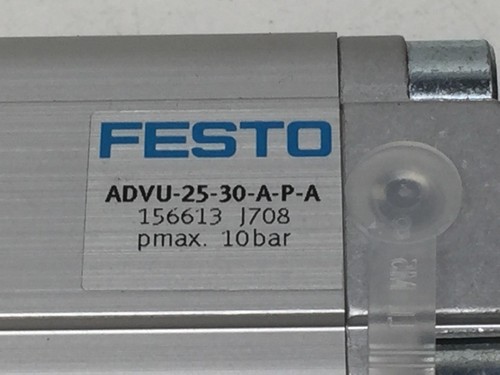 FESTO
ADVU-25-30-A-P-A
156613 J708
pmax. 10bar